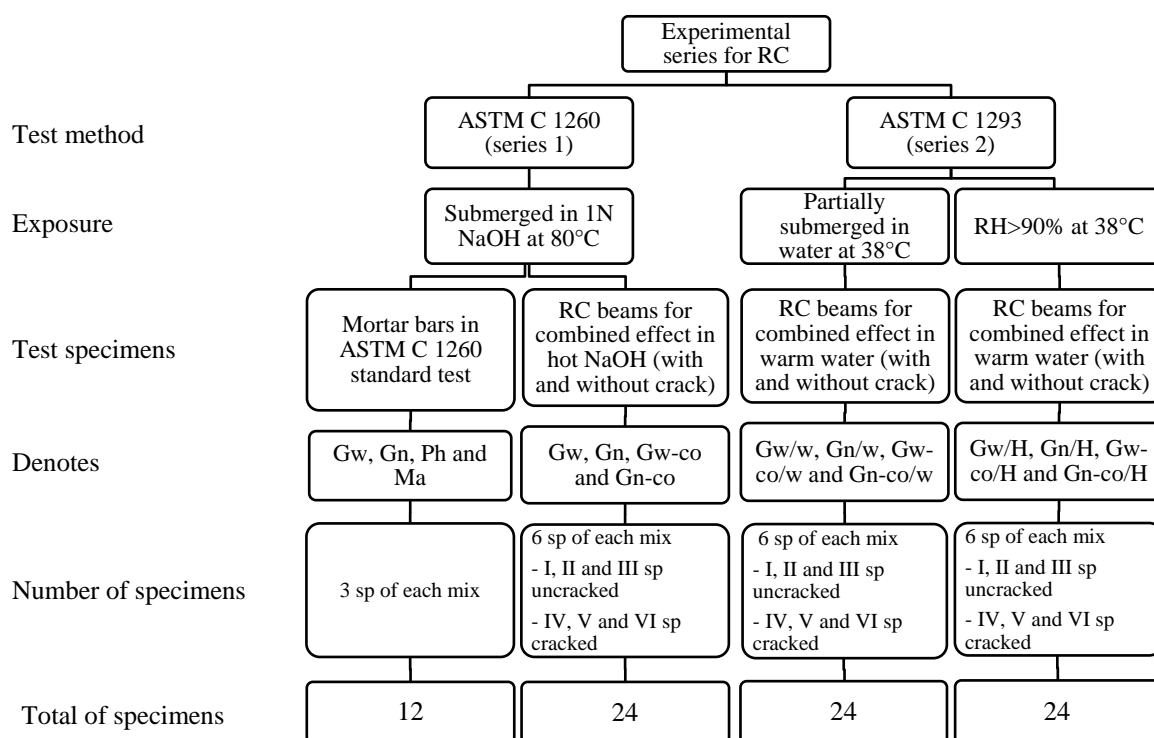 Experimental
series for RC
Test method
ASTM C 1260
(series 1)
ASTM C 1293
(series 2)
Exposure
Submerged in 1N
NaOH at 80°C
Partially
submerged in
water at 38°C
RH>90% at 38°C
Test specimens
Mortar bars in
ASTM C 1260
standard test
RC beams for
combined effect in
hot NaOH (with
and without crack)
RC beams for
combined effect in
warm water (with
and without crack)
RC beams for
combined effect in
warm water (with
and without crack)
Denotes
Gw, Gn, Ph and
Ma
Gw, Gn, Gw-co
and Gn-co
Gw/w, Gn/w, Gw-
co/w and Gn-co/w
Gw/H, Gn/H, Gw-
co/H and Gn-co/H
Number of specimens
3 sp of each mix
6 sp of each mix
- I, II and III sp
uncracked
- IV, V and VI sp
cracked
6 sp of each mix
- I, II and III sp
uncracked
- IV, V and VI sp
cracked
6 sp of each mix
- I, II and III sp
uncracked
- IV, V and VI sp
cracked
Total of specimens
12
24
24
24